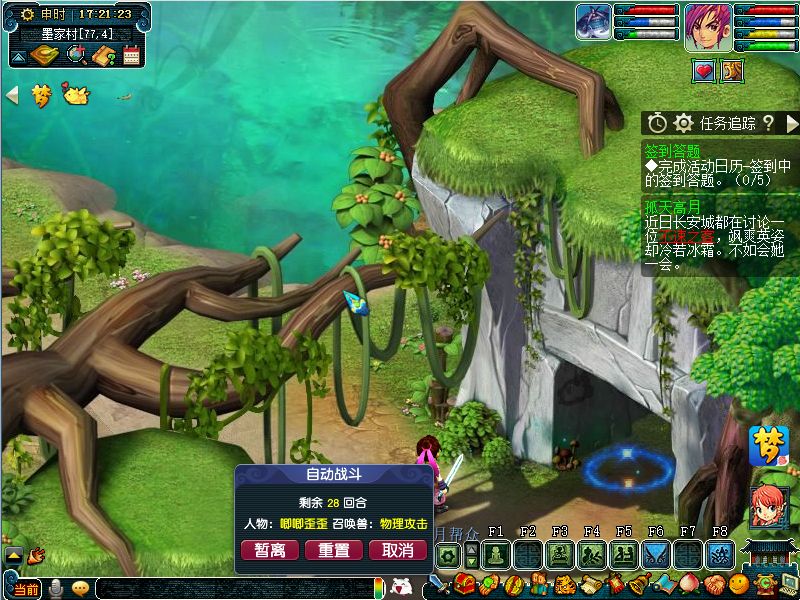 申时 17:21:23
墨家村[77,4]
梦
任务追踪 ?
签到答题
◆完成活动日历-签到中
的签到答题。(0/5)
孤天高月
近日长安城都在讨论一
位
，飒爽英姿
却冷若冰霜。不如会她
一会。
梦
自动战斗
剩余 28 回合
人物: 唧唧歪歪 召唤兽: 物理攻击
暂离 重置 取消
月帮众
F1 F2 F3 F4 F5 F6 F7 F8
当前